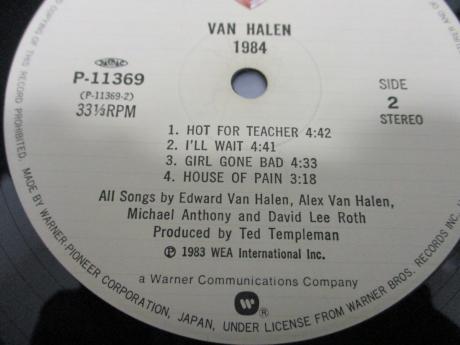 VAN HALEN
1984
P-11369
(P-11369-2)
33⅓RPM
SIDE
2
STEREO
1. HOT FOR TEACHER 4:42
2. I'LL WAIT 4:41
3. GIRL GONE BAD 4:33
4. HOUSE OF PAIN 3:18
All Songs by Edward Van Halen, Alex Van Halen,
Michael Anthony and David Lee Roth
Produced by Ted Templeman
Ⓟ 1983 WEA International Inc.
a Warner Communications Company
W ®
COPYING OF THIS RECORD PROHIBITED. MADE BY WARNER-PIONEER CORPORATION, JAPAN, UNDER LICENSE FROM WARNER BROS. RECORDS INC.